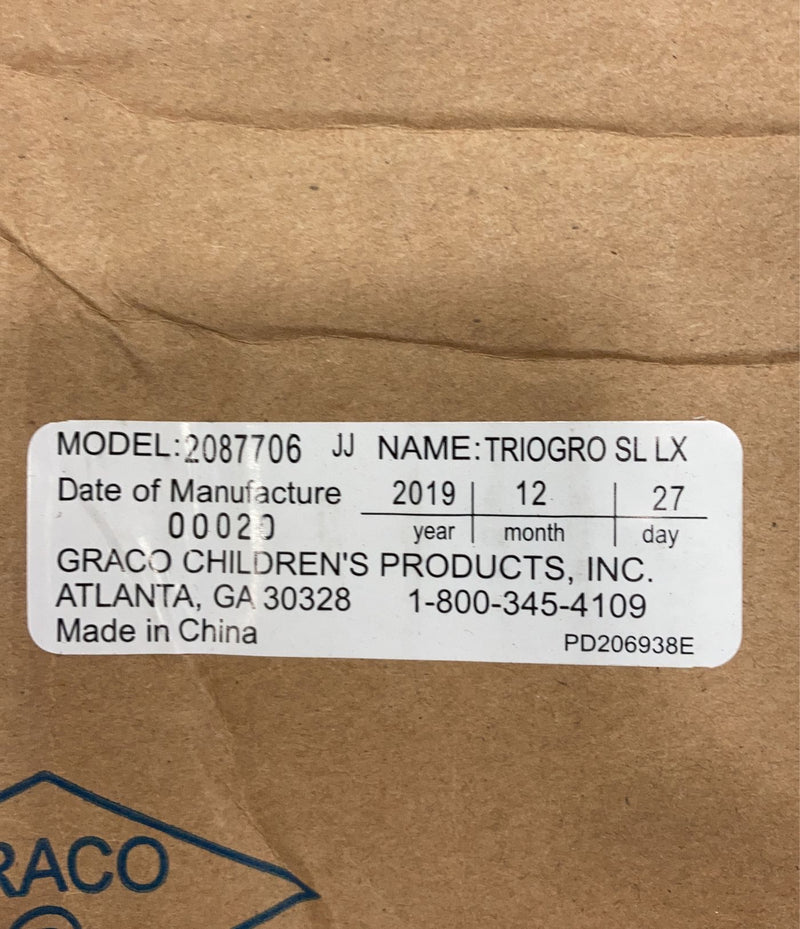 MODEL:2087706 JJ NAME:TRIOGRO SL LX
Date of Manufacture 2019 12 27
00020 year month day
GRACO CHILDREN'S PRODUCTS, INC.
ATLANTA, GA 30328 1-800-345-4109
Made in China PD206938E
RACO